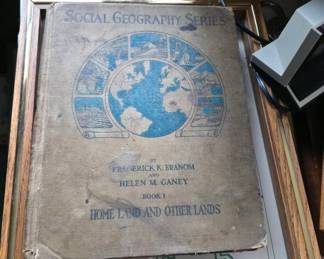 SOCIAL GEOGRAPHY SERIES
BY
FREDERICK K. BRANOM
AND
HELEN M. GANEY
BOOK I
HOME LAND AND OTHER LANDS